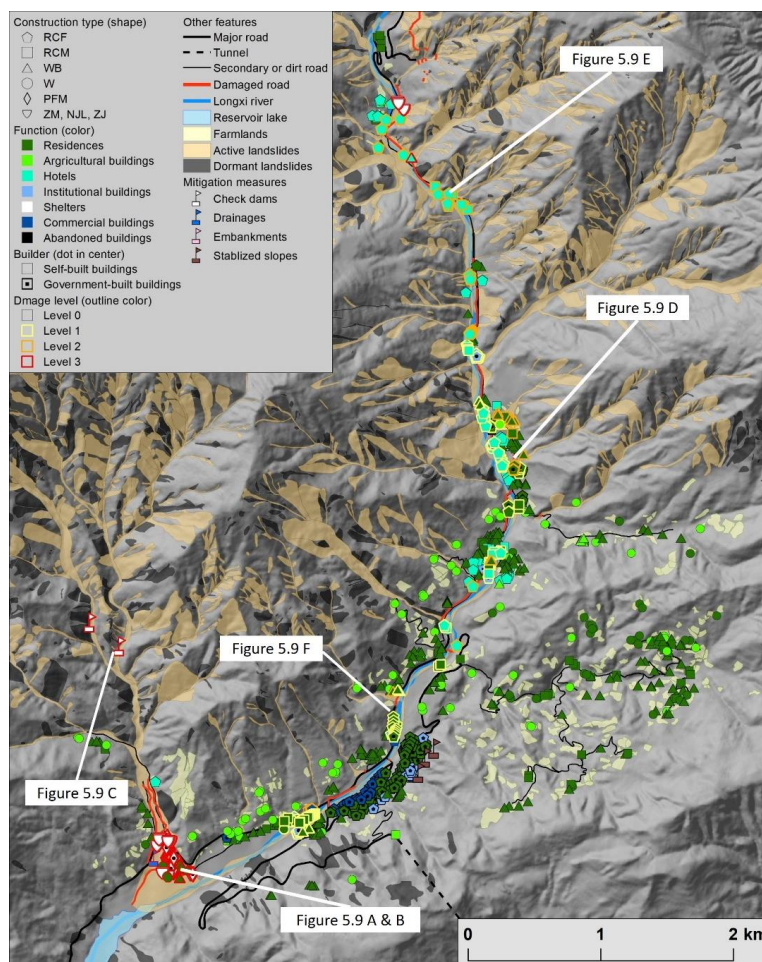 Construction type (shape)
RCF
RCM
WB
W
PFM
ZM, NJL, ZJ
Function (color)
Residences
Argricultural buildings
Hotels
Institutional buildings
Shelters
Commercial buildings
Abandoned buildings
Builder (dot in center)
Self-built buildings
Government-built buildings
Dmage level (outline color)
Level 0
Level 1
Level 2
Level 3
Other features
Major road
Tunnel
Secondary or dirt road
Damaged road
Longxi river
Reservoir lake
Farmlands
Active landslides
Dormant landslides
Mitigation measures
Check dams
Drainages
Embankments
Stablized slopes
Figure 5.9 E
Figure 5.9 D
Figure 5.9 F
Figure 5.9 C
Figure 5.9 A & B
0 1 2 km